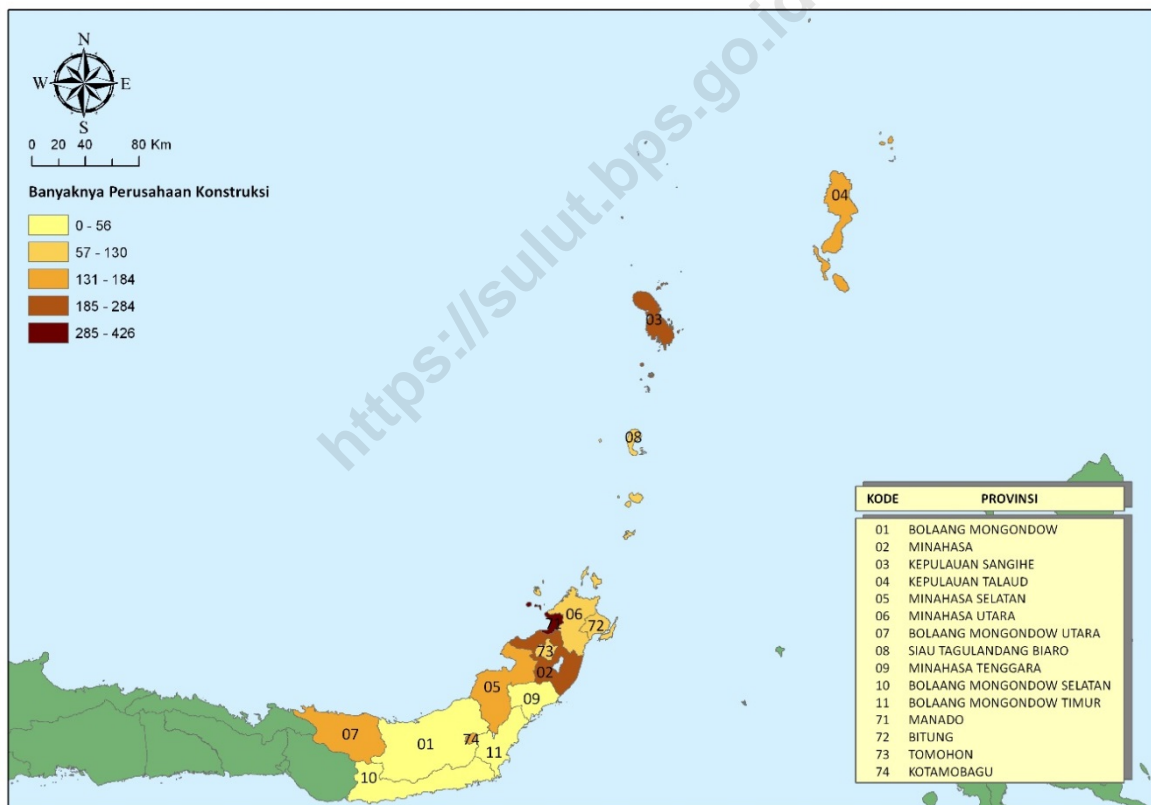 https://sulut.bps.go.id
N
W E
S
0 20 40 80 Km
Banyaknya Perusahaan Konstruksi
0 - 56
57 - 130
131 - 184
185 - 284
285 - 426
04
03
08
06
72
73
02
05
09
07
01
74
11
10
KODE PROVINSI
01 BOLAANG MONGONDOW
02 MINAHASA
03 KEPULAUAN SANGIHE
04 KEPULAUAN TALAUD
05 MINAHASA SELATAN
06 MINAHASA UTARA
07 BOLAANG MONGONDOW UTARA
08 SIAU TAGULANDANG BIARO
09 MINAHASA TENGGARA
10 BOLAANG MONGONDOW SELATAN
11 BOLAANG MONGONDOW TIMUR
71 MANADO
72 BITUNG
73 TOMOHON
74 KOTAMOBAGU